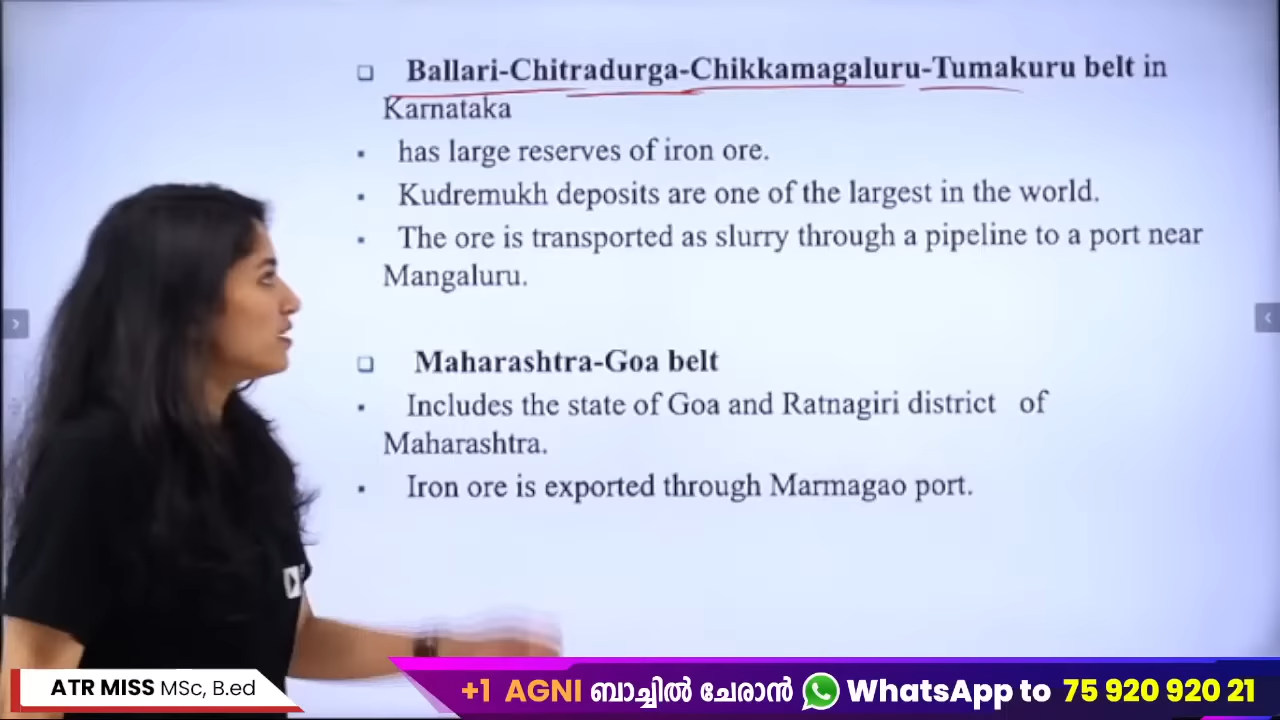 ❑ Ballari-Chitradurga-Chikkamagaluru-Tumakuru belt in
Karnataka
▪ has large reserves of iron ore.
▪ Kudremukh deposits are one of the largest in the world.
▪ The ore is transported as slurry through a pipeline to a port near
Mangaluru.
❑ Maharashtra-Goa belt
▪ Includes the state of Goa and Ratnagiri district of
Maharashtra.
▪ Iron ore is exported through Marmagao port.
ATR MISS MSc, B.ed
+1 AGNI ബാച്ചിൽ ചേരാൻ WhatsApp to 75 920 920 21